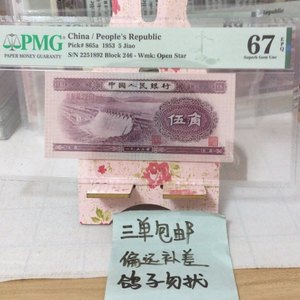 PMG
PAPER MONEY GUARANTY
China / People's Republic
Pick# 865a 1953 5 Jiao
S/N 2251892 Block 246 - Wmk: Open Star
67 EPQ
Superb Gem Unc
中国人民银行
伍角
三单包邮
偏远补差
鸽子勿扰